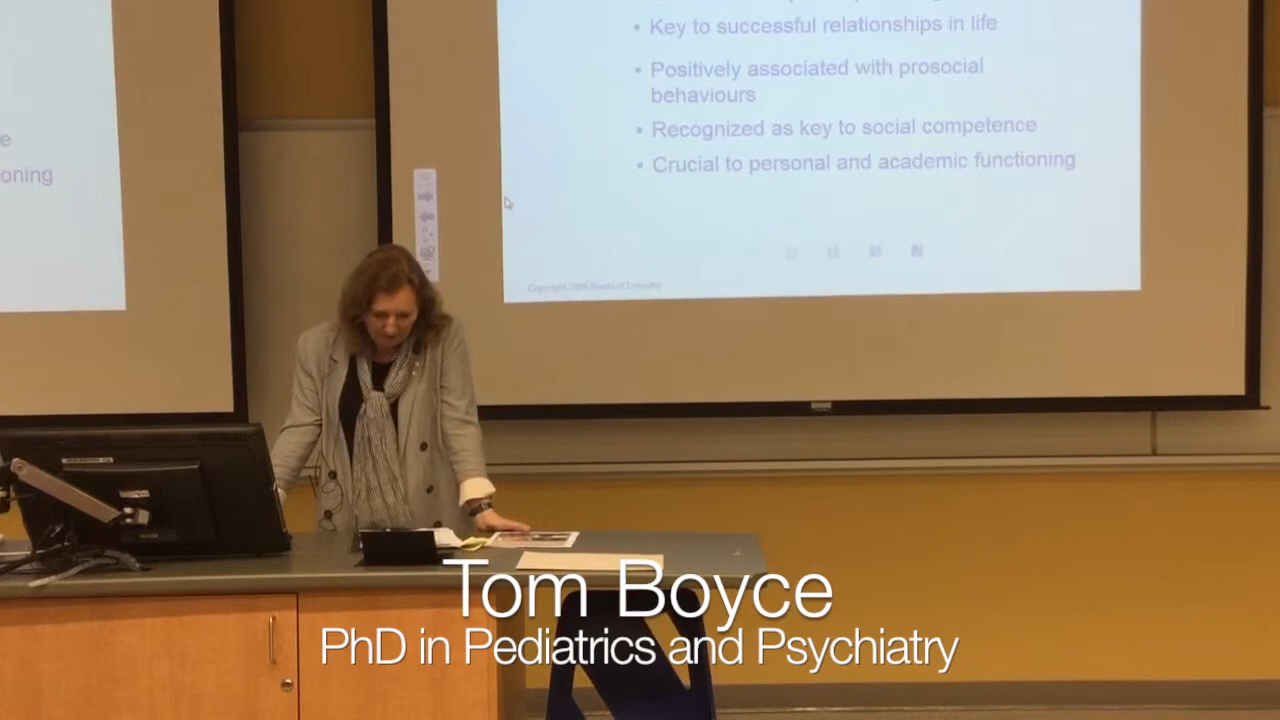 e
oning
Key to successful relationships in life
Positively associated with prosocial
behaviours
Recognized as key to social competence
Crucial to personal and academic functioning
Tom Boyce
PhD in Pediatrics and Psychiatry